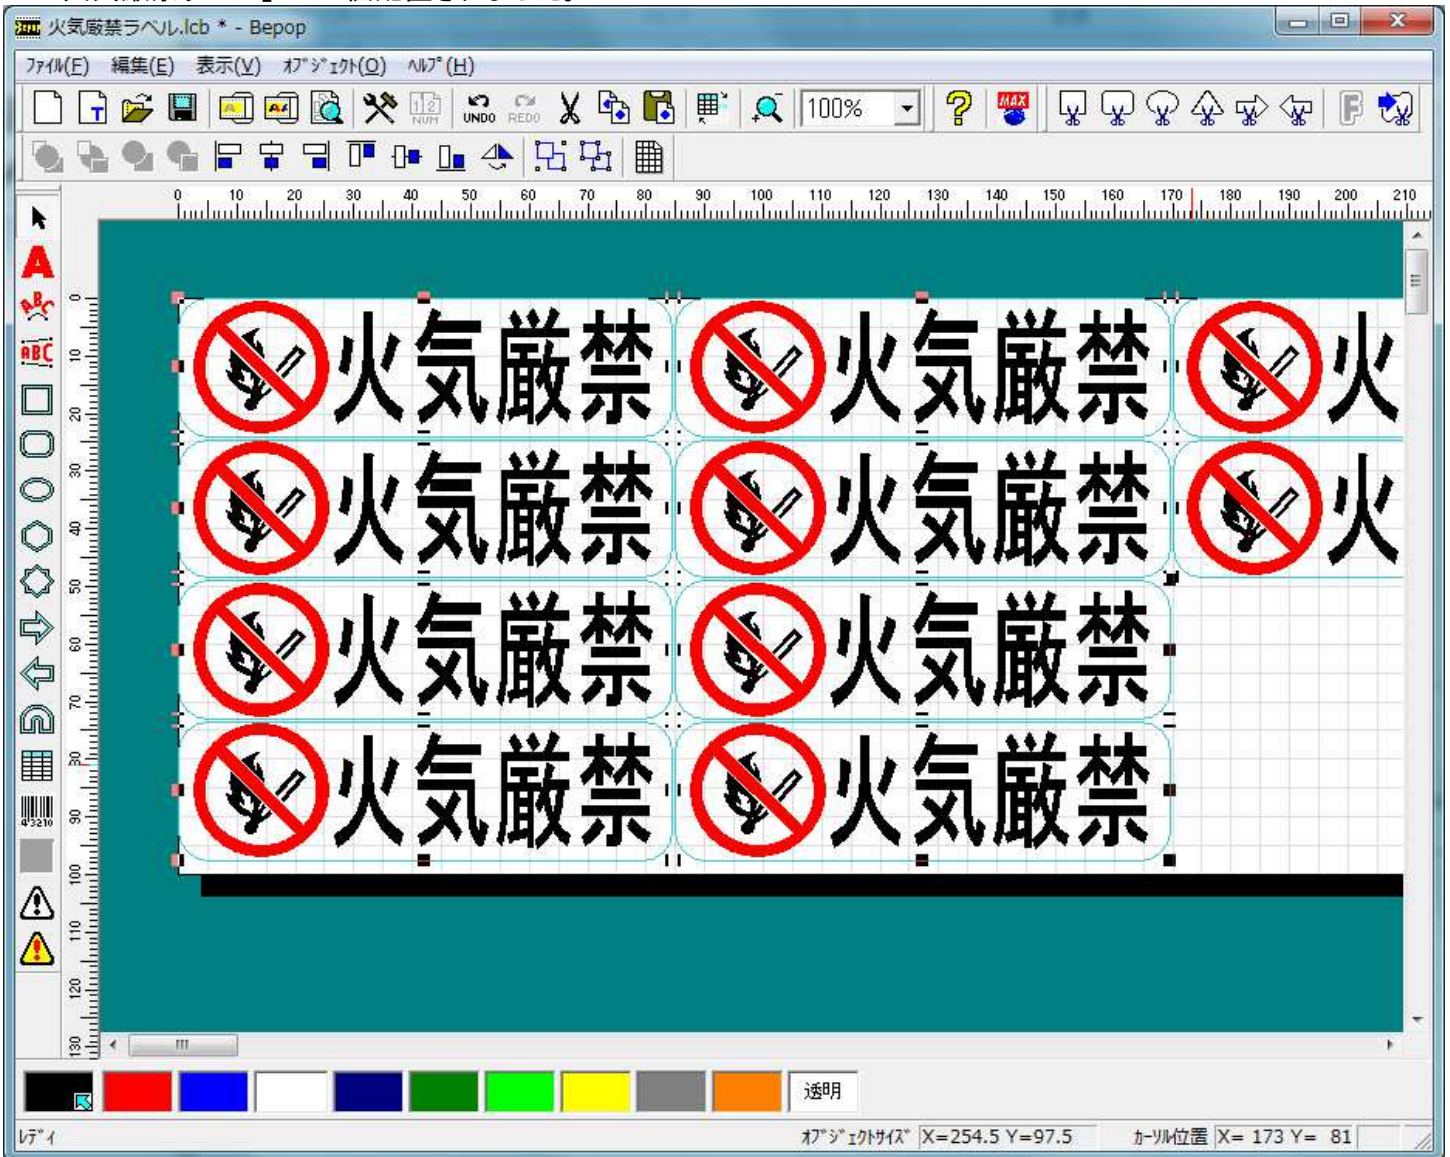 火気厳禁ラベル.lcb * - Bepop
ﾌｧｲﾙ(F) 編集(E) 表示(V) ｵﾌﾞｼﾞｪｸﾄ(O) ﾍﾙﾌﾟ(H)
UNDO REDO 100% MAX
0 10 20 30 40 50 60 70 80 90 100 110 120 130 140 150 160 170 180 190 200 210
火気厳禁 火気厳禁 火
火気厳禁 火気厳禁 火
火気厳禁 火気厳禁
火気厳禁 火気厳禁
0
10
20
30
40
50
60
70
80
90
100
110
120
130
透明
ﾚﾃﾞｨ ｵﾌﾞｼﾞｪｸﾄｻｲｽﾞ X=254.5 Y=97.5 ｶｰｿﾙ位置 X= 173 Y= 81